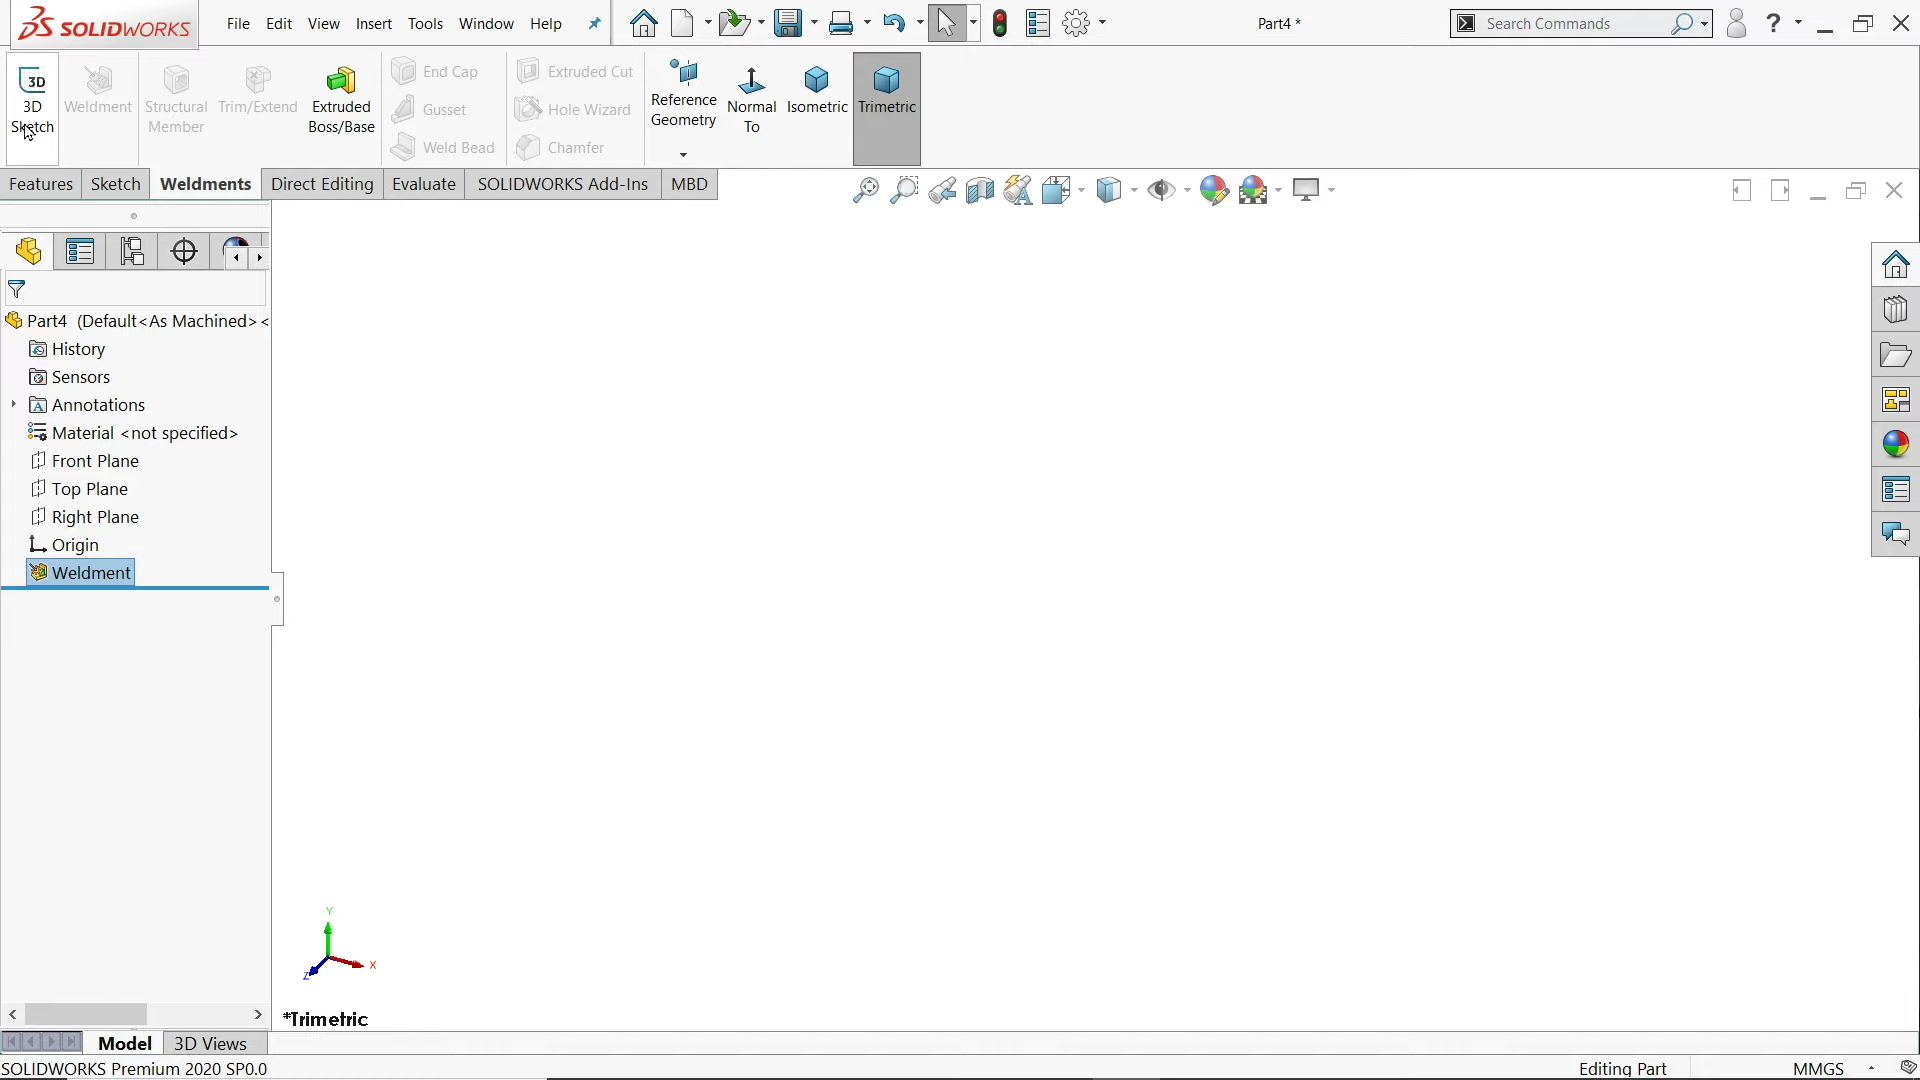 SOLIDWORKS File Edit View Insert Tools Window Help Part4 * Search Commands ?
3D Sketch
Weldment
Structural Member
Trim/Extend
Extruded Boss/Base
End Cap
Gusset
Weld Bead
Extruded Cut
Hole Wizard
Chamfer
Reference Geometry
Normal To
Isometric
Trimetric
Features Sketch Weldments Direct Editing Evaluate SOLIDWORKS Add-Ins MBD
Part4 (Default<As Machined> <
History
Sensors
Annotations
Material <not specified>
Front Plane
Top Plane
Right Plane
Origin
Weldment
Y
X
Z
*Trimetric
Model 3D Views
SOLIDWORKS Premium 2020 SP0.0 Editing Part MMGS